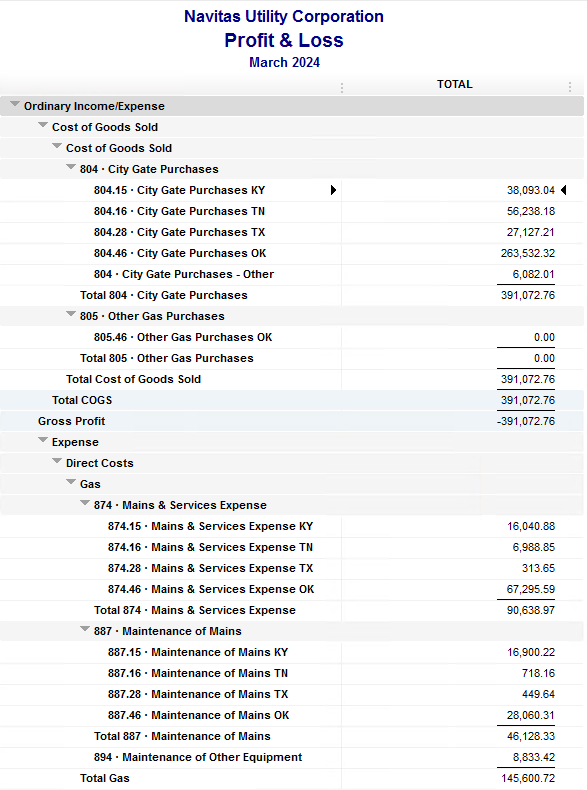 Navitas Utility Corporation
Profit & Loss
March 2024
TOTAL
Ordinary Income/Expense
Cost of Goods Sold
Cost of Goods Sold
804 · City Gate Purchases
804.15 · City Gate Purchases KY 38,093.04
804.16 · City Gate Purchases TN 56,238.18
804.28 · City Gate Purchases TX 27,127.21
804.46 · City Gate Purchases OK 263,532.32
804 · City Gate Purchases - Other 6,082.01
Total 804 · City Gate Purchases 391,072.76
805 · Other Gas Purchases
805.46 · Other Gas Purchases OK 0.00
Total 805 · Other Gas Purchases 0.00
Total Cost of Goods Sold 391,072.76
Total COGS 391,072.76
Gross Profit -391,072.76
Expense
Direct Costs
Gas
874 · Mains & Services Expense
874.15 · Mains & Services Expense KY 16,040.88
874.16 · Mains & Services Expense TN 6,988.85
874.28 · Mains & Services Expense TX 313.65
874.46 · Mains & Services Expense OK 67,295.59
Total 874 · Mains & Services Expense 90,638.97
887 · Maintenance of Mains
887.15 · Maintenance of Mains KY 16,900.22
887.16 · Maintenance of Mains TN 718.16
887.28 · Maintenance of Mains TX 449.64
887.46 · Maintenance of Mains OK 28,060.31
Total 887 · Maintenance of Mains 46,128.33
894 · Maintenance of Other Equipment 8,833.42
Total Gas 145,600.72